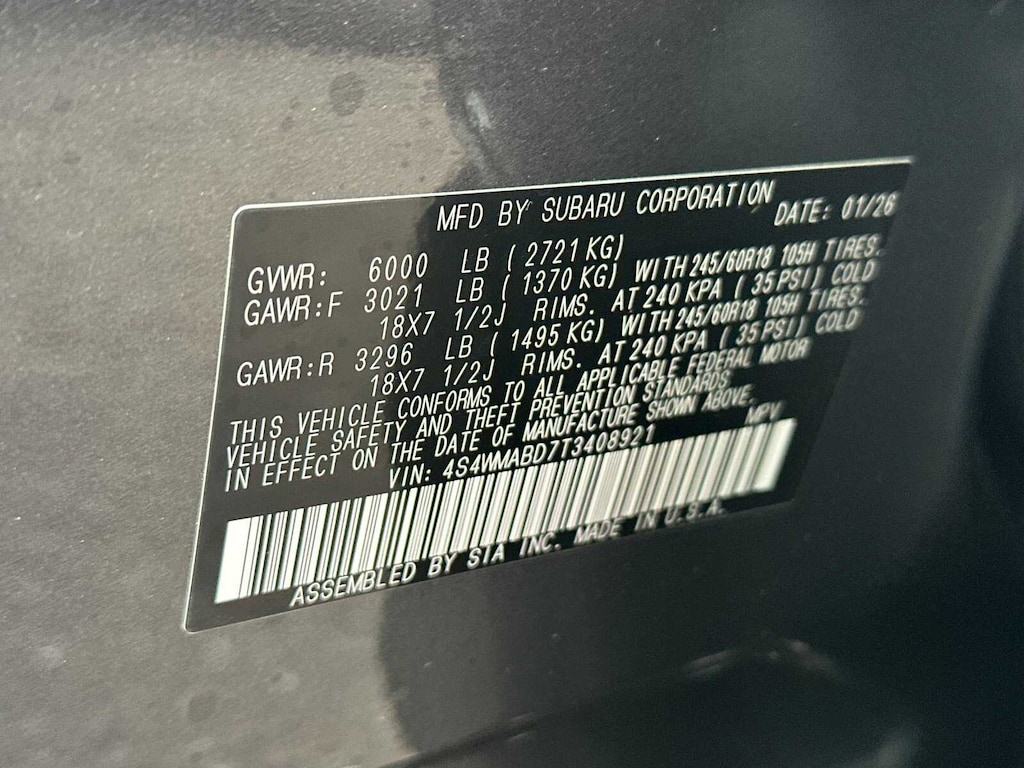 MFD BY SUBARU CORPORATION DATE: 01/26
GVWR: 6000 LB ( 2721 KG)
GAWR:F 3021 LB ( 1370 KG) WITH 245/60R18 105H TIRES.
18X7 1/2J RIMS. AT 240 KPA ( 35 PSI) COLD
GAWR:R 3296 LB ( 1495 KG) WITH 245/60R18 105H TIRES.
18X7 1/2J RIMS. AT 240 KPA ( 35 PSI) COLD
THIS VEHICLE CONFORMS TO ALL APPLICABLE FEDERAL MOTOR
VEHICLE SAFETY AND THEFT PREVENTION STANDARDS
IN EFFECT ON THE DATE OF MANUFACTURE SHOWN ABOVE.
VIN: 4S4WMABD7T3408921 MPV
ASSEMBLED BY SIA INC. MADE IN U.S.A.